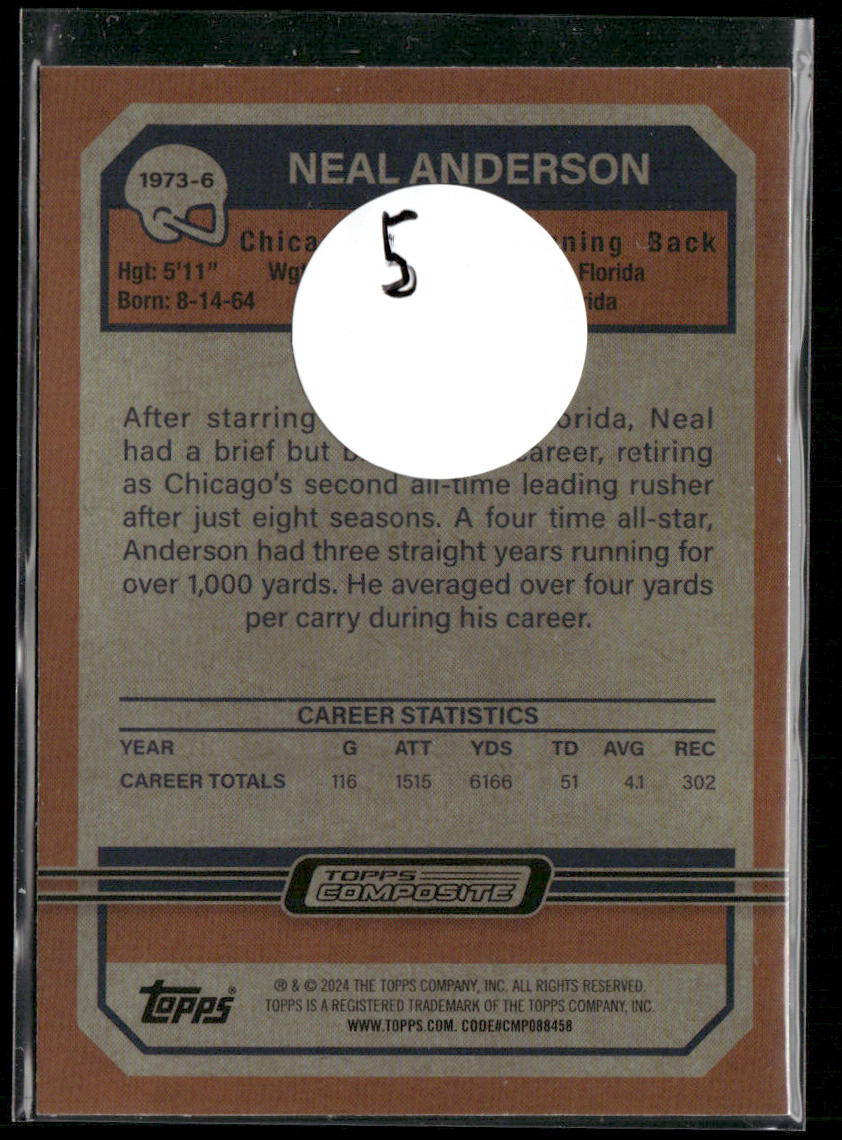 1973-6
NEAL ANDERSON
5
Chica ning Back
Hgt: 5'11" Wgt Florida
Born: 8-14-64 rida
After starring orida, Neal
had a brief but b career, retiring
as Chicago's second all-time leading rusher
after just eight seasons. A four time all-star,
Anderson had three straight years running for
over 1,000 yards. He averaged over four yards
per carry during his career.
CAREER STATISTICS
YEAR G ATT YDS TD AVG REC
CAREER TOTALS 116 1515 6166 51 4.1 302
TOPPS
COMPOSITE
topps®
® & © 2024 THE TOPPS COMPANY, INC. ALL RIGHTS RESERVED.
TOPPS IS A REGISTERED TRADEMARK OF THE TOPPS COMPANY, INC.
WWW.TOPPS.COM. CODE#CMP088458